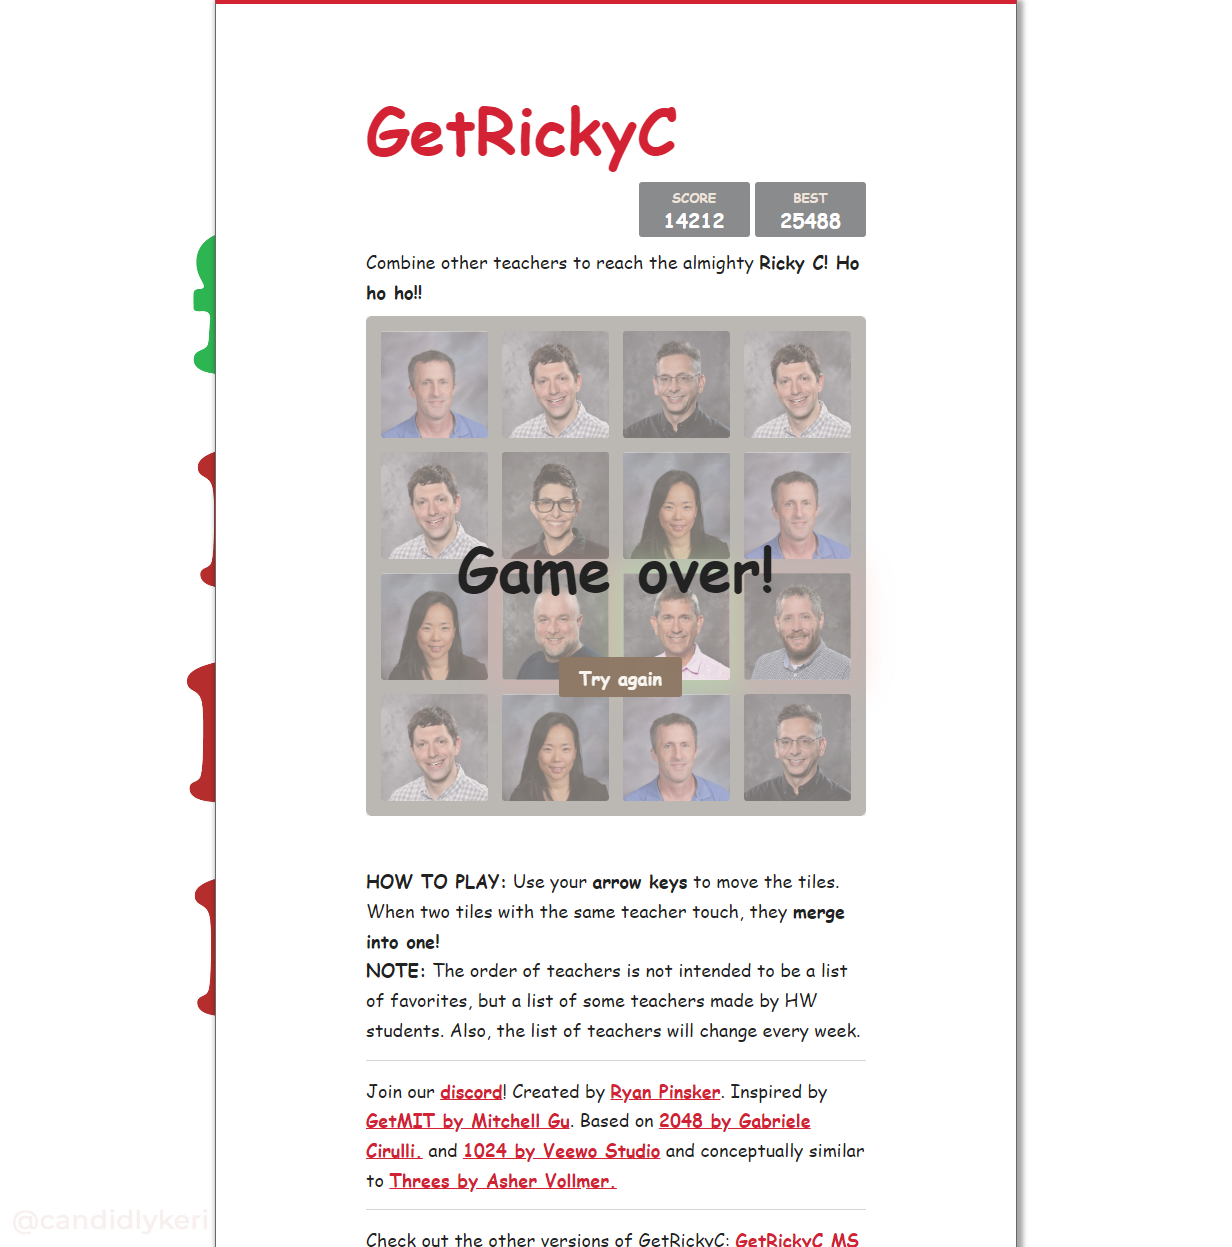 GetRickyC
SCORE
14212
BEST
25488
Combine other teachers to reach the almighty Ricky C! Ho
ho ho!!
Game over!
Try again
HOW TO PLAY: Use your arrow keys to move the tiles.
When two tiles with the same teacher touch, they merge
into one!
NOTE: The order of teachers is not intended to be a list
of favorites, but a list of some teachers made by HW
students. Also, the list of teachers will change every week.
Join our discord! Created by Ryan Pinsker. Inspired by
GetMIT by Mitchell Gu. Based on 2048 by Gabriele
Cirulli. and 1024 by Veewo Studio and conceptually similar
to Threes by Asher Vollmer.
@candidlykeri
Check out the other versions of GetRickyC: GetRickyC MS